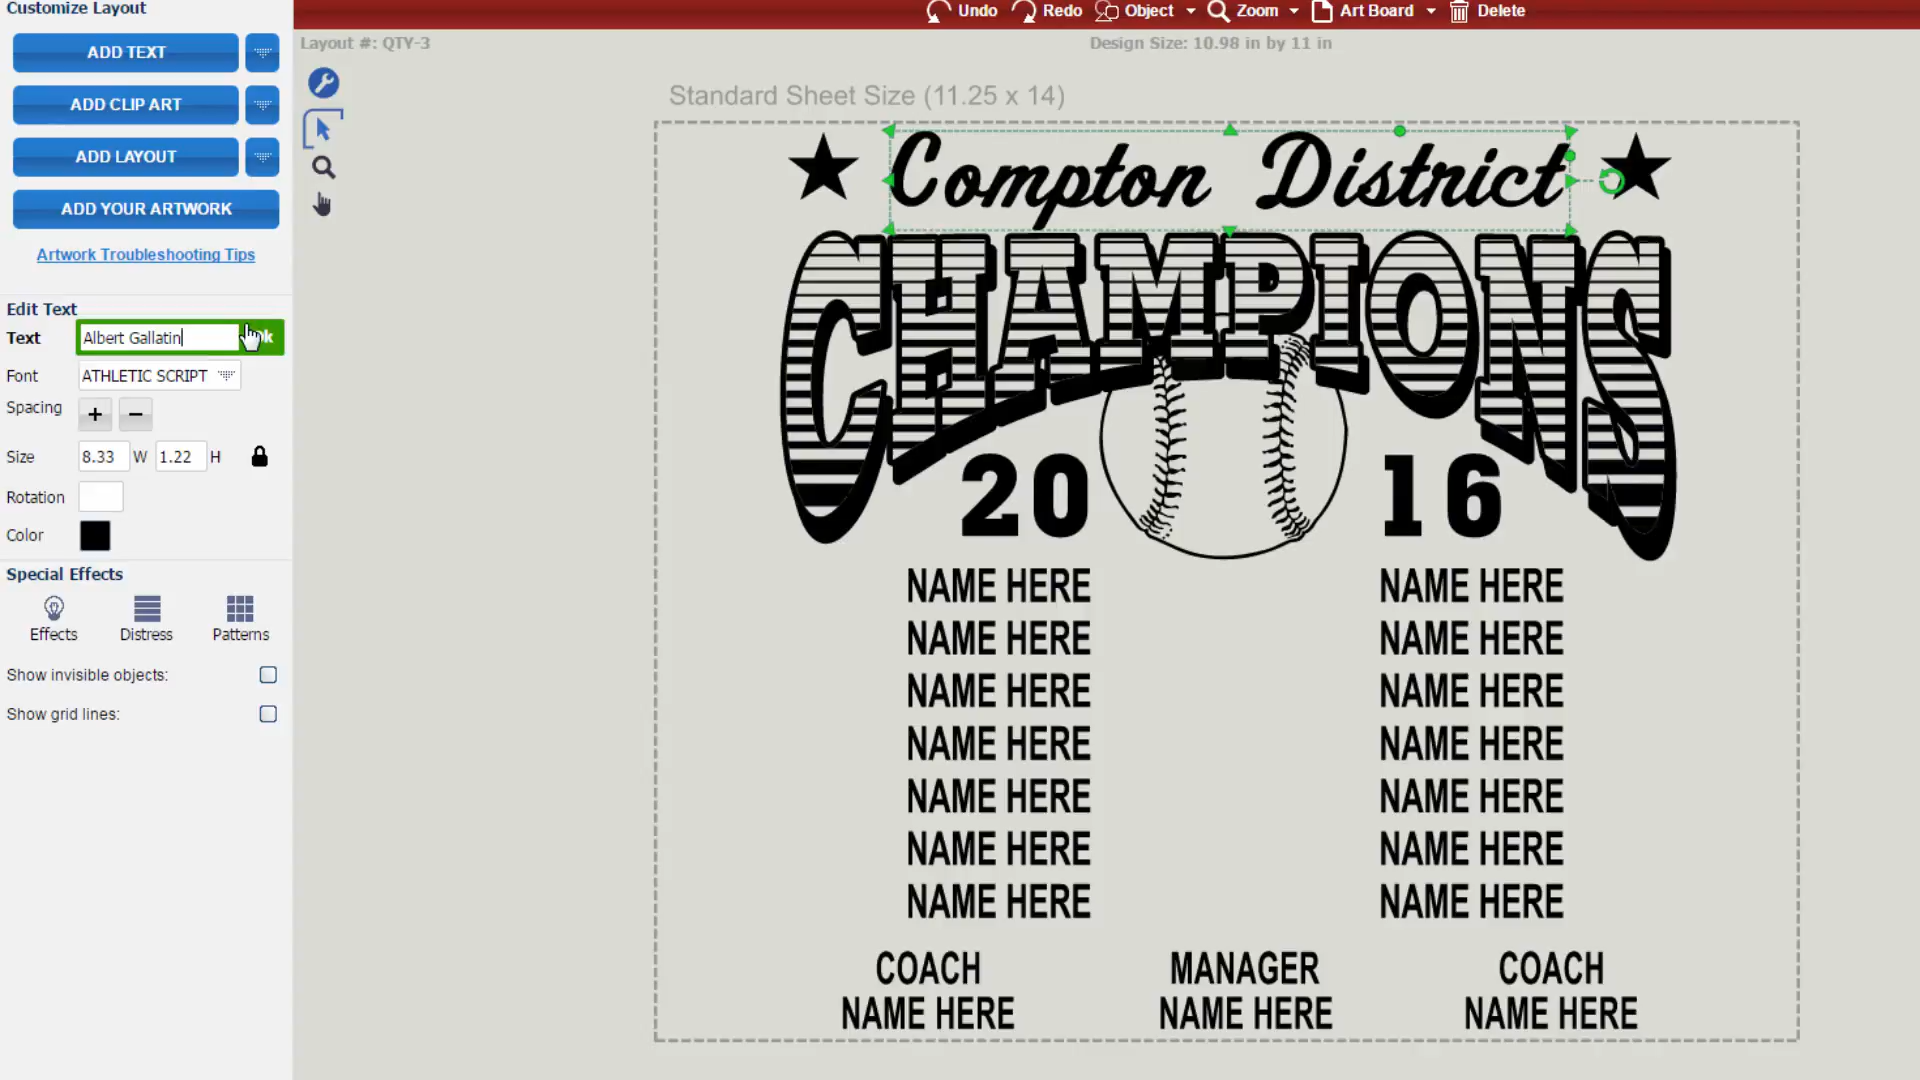 Customize Layout
Undo Redo Object Zoom Art Board Delete
Layout #: QTY-3
Design Size: 10.98 in by 11 in
ADD TEXT
ADD CLIP ART
ADD LAYOUT
ADD YOUR ARTWORK
Artwork Troubleshooting Tips
Edit Text
Text Albert Gallatin
Font ATHLETIC SCRIPT
Spacing + −
Size 8.33 W 1.22 H
Rotation
Color
Special Effects
Effects Distress Patterns
Show invisible objects:
Show grid lines:
Standard Sheet Size (11.25 x 14)
Compton District
CHAMPIONS
20 16
NAME HERE NAME HERE
NAME HERE NAME HERE
NAME HERE NAME HERE
NAME HERE NAME HERE
NAME HERE NAME HERE
NAME HERE NAME HERE
NAME HERE NAME HERE
COACH MANAGER COACH
NAME HERE NAME HERE NAME HERE